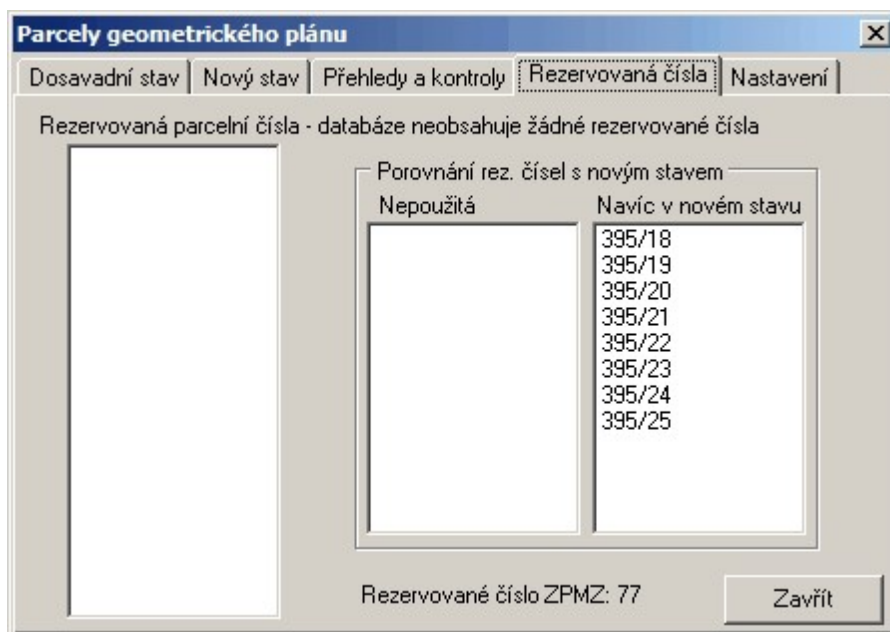 Parcely geometrického plánu
Dosavadní stav
Nový stav
Přehledy a kontroly
Rezervovaná čísla
Nastavení
Rezervovaná parcelní čísla - databáze neobsahuje žádné rezervované čísla
Porovnání rez. čísel s novým stavem
Nepoužitá
Navíc v novém stavu
395/18
395/19
395/20
395/21
395/22
395/23
395/24
395/25
Rezervované číslo ZPMZ: 77
Zavřít